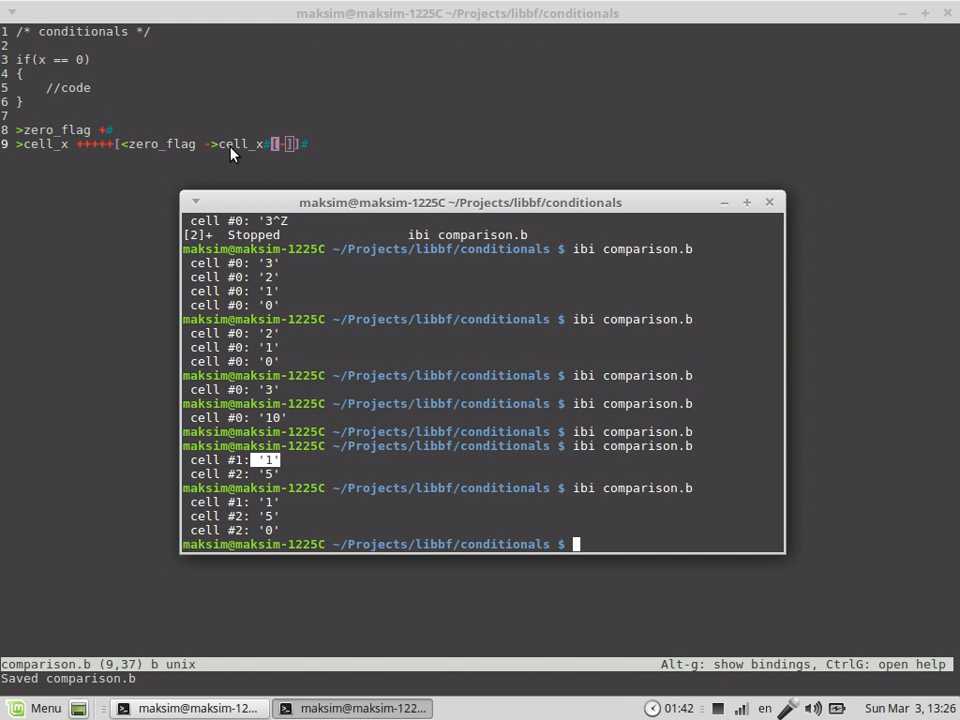 maksim@maksim-1225C ~/Projects/libbf/conditionals
1 /* conditionals */
2
3 if(x == 0)
4 {
5     //code
6 }
7
8 >zero_flag +#
9 >cell_x +++++[<zero_flag ->cell_x#[-]]#
maksim@maksim-1225C ~/Projects/libbf/conditionals
cell #0: '3^Z
[2]+  Stopped                 ibi comparison.b
maksim@maksim-1225C ~/Projects/libbf/conditionals $ ibi comparison.b
cell #0: '3'
cell #0: '2'
cell #0: '1'
cell #0: '0'
maksim@maksim-1225C ~/Projects/libbf/conditionals $ ibi comparison.b
cell #0: '2'
cell #0: '1'
cell #0: '0'
maksim@maksim-1225C ~/Projects/libbf/conditionals $ ibi comparison.b
cell #0: '3'
maksim@maksim-1225C ~/Projects/libbf/conditionals $ ibi comparison.b
cell #0: '10'
maksim@maksim-1225C ~/Projects/libbf/conditionals $ ibi comparison.b
maksim@maksim-1225C ~/Projects/libbf/conditionals $ ibi comparison.b
cell #1: '1'
cell #2: '5'
maksim@maksim-1225C ~/Projects/libbf/conditionals $ ibi comparison.b
cell #1: '1'
cell #2: '5'
cell #2: '0'
maksim@maksim-1225C ~/Projects/libbf/conditionals $
comparison.b (9,37) b unix Alt-g: show bindings, CtrlG: open help
Saved comparison.b
Menu maksim@maksim-12... maksim@maksim-122... 01:42 en Sun Mar 3, 13:26